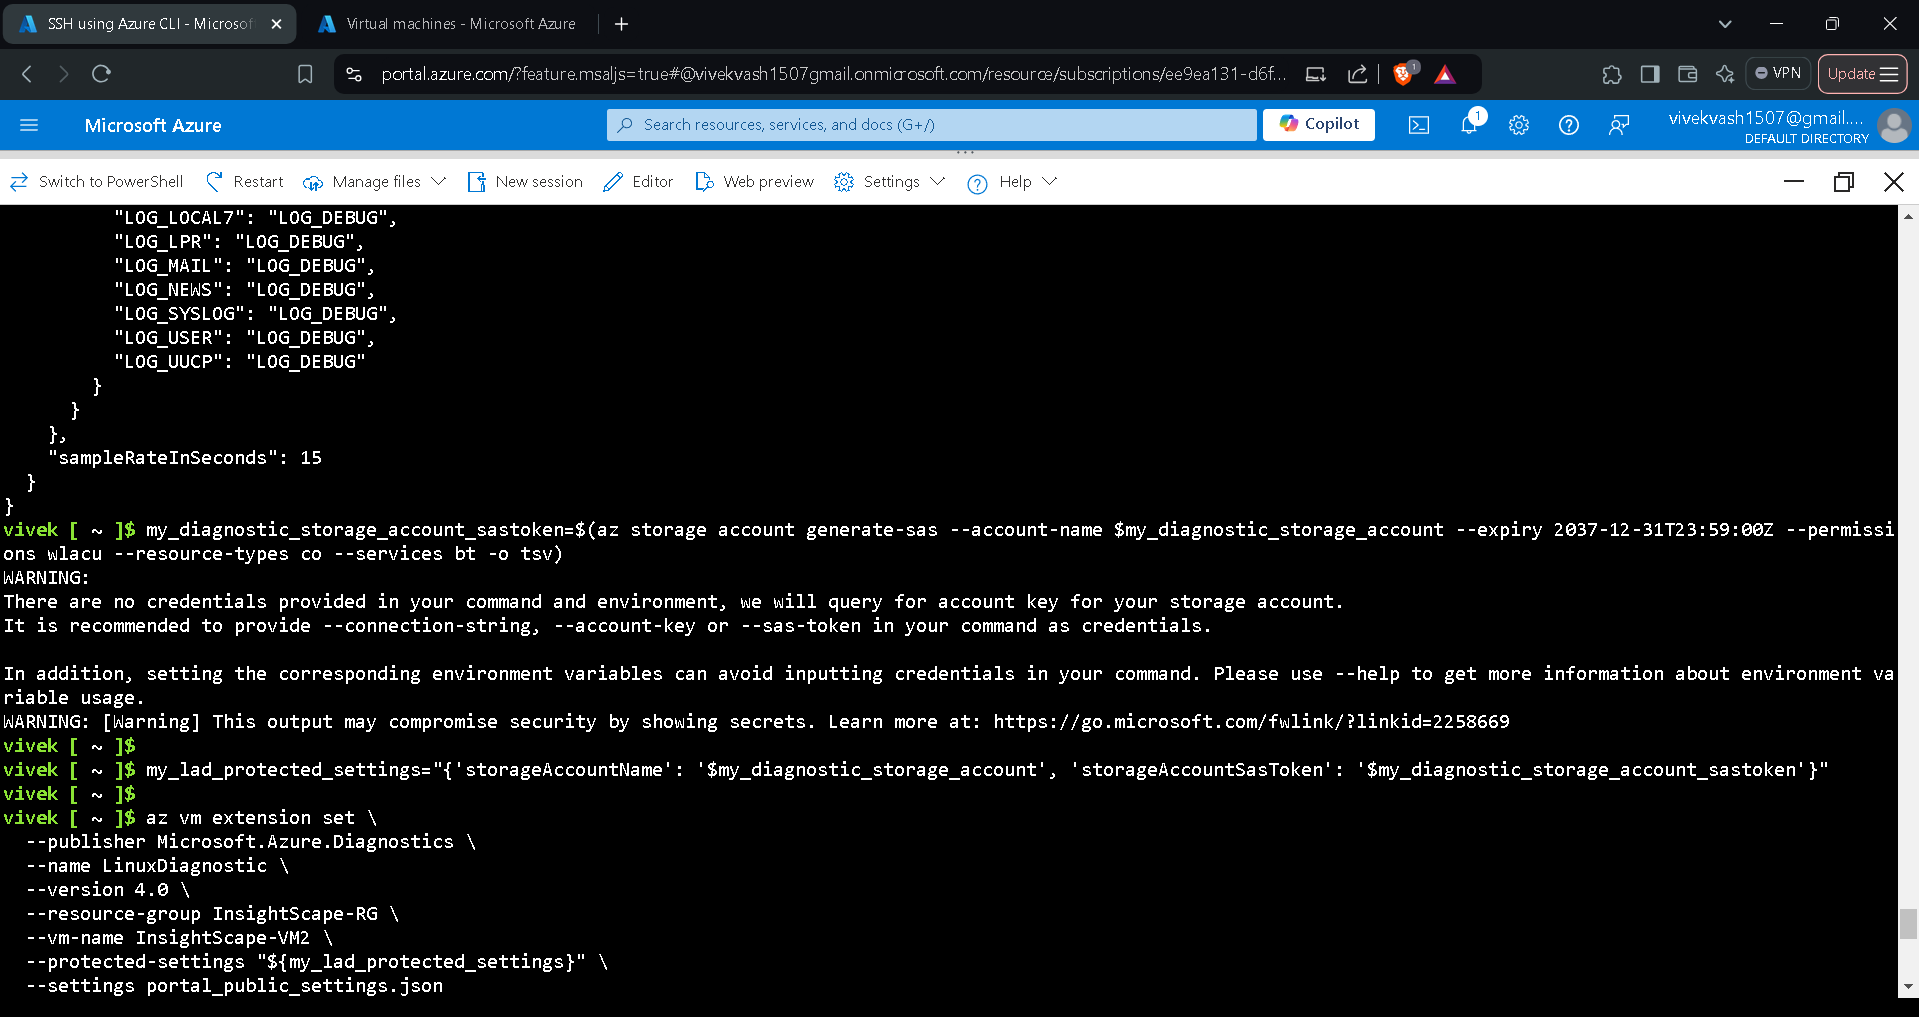 SSH using Azure CLI - Microsof
Virtual machines - Microsoft Azure
portal.azure.com/?feature.msaljs=true#@vivekvash1507gmail.onmicrosoft.com/resource/subscriptions/ee9ea131-d6f...
1
VPN
Update
Microsoft Azure
Search resources, services, and docs (G+/)
Copilot
1
vivekvash1507@gmail....
DEFAULT DIRECTORY
Switch to PowerShell
Restart
Manage files
New session
Editor
Web preview
Settings
Help
"LOG_LOCAL7": "LOG_DEBUG",
"LOG_LPR": "LOG_DEBUG",
"LOG_MAIL": "LOG_DEBUG",
"LOG_NEWS": "LOG_DEBUG",
"LOG_SYSLOG": "LOG_DEBUG",
"LOG_USER": "LOG_DEBUG",
"LOG_UUCP": "LOG_DEBUG"
}
}
},
"sampleRateInSeconds": 15
}
}
vivek [ ~ ]$ my_diagnostic_storage_account_sastoken=$(az storage account generate-sas --account-name $my_diagnostic_storage_account --expiry 2037-12-31T23:59:00Z --permissi
ons wlacu --resource-types co --services bt -o tsv)
WARNING:
There are no credentials provided in your command and environment, we will query for account key for your storage account.
It is recommended to provide --connection-string, --account-key or --sas-token in your command as credentials.
In addition, setting the corresponding environment variables can avoid inputting credentials in your command. Please use --help to get more information about environment va
riable usage.
WARNING: [Warning] This output may compromise security by showing secrets. Learn more at: https://go.microsoft.com/fwlink/?linkid=2258669
vivek [ ~ ]$
vivek [ ~ ]$ my_lad_protected_settings="{'storageAccountName': '$my_diagnostic_storage_account', 'storageAccountSasToken': '$my_diagnostic_storage_account_sastoken'}"
vivek [ ~ ]$
vivek [ ~ ]$ az vm extension set \
--publisher Microsoft.Azure.Diagnostics \
--name LinuxDiagnostic \
--version 4.0 \
--resource-group InsightScape-RG \
--vm-name InsightScape-VM2 \
--protected-settings "${my_lad_protected_settings}" \
--settings portal_public_settings.json